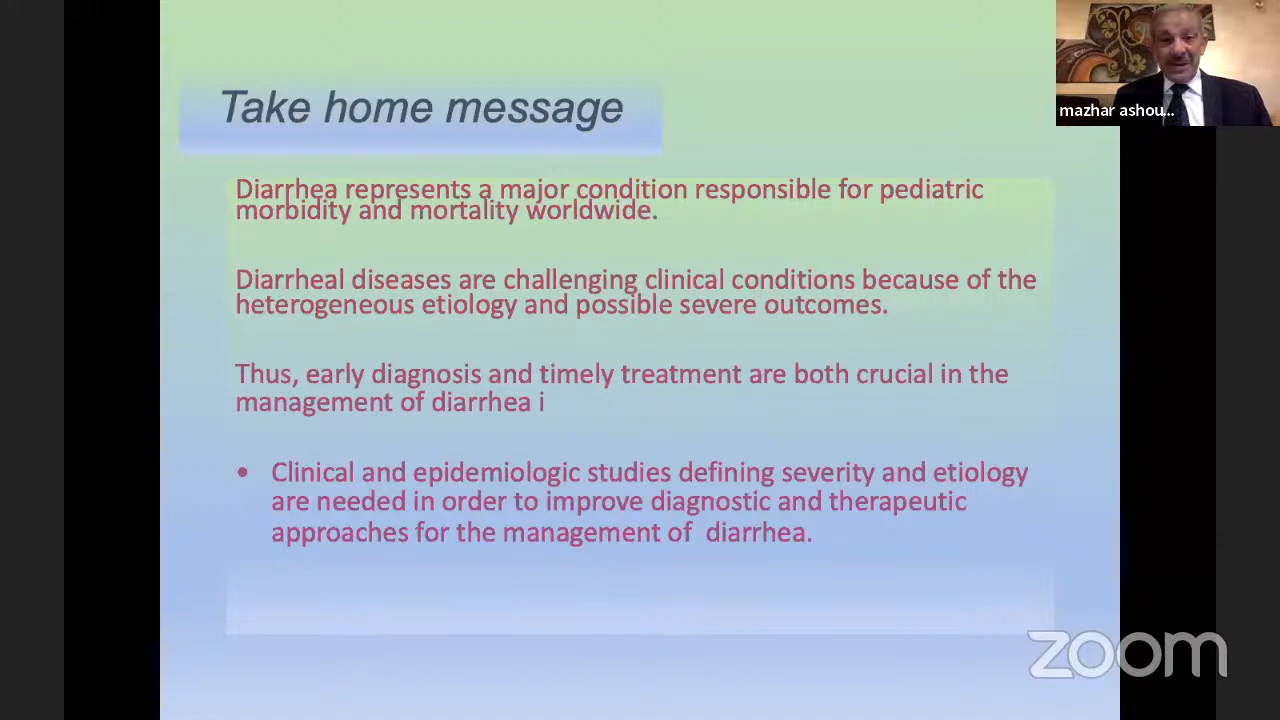 Take home message
mazhar ashou...
Diarrhea represents a major condition responsible for pediatric
morbidity and mortality worldwide.
Diarrheal diseases are challenging clinical conditions because of the
heterogeneous etiology and possible severe outcomes.
Thus, early diagnosis and timely treatment are both crucial in the
management of diarrhea i
• Clinical and epidemiologic studies defining severity and etiology
are needed in order to improve diagnostic and therapeutic
approaches for the management of  diarrhea.
zoom